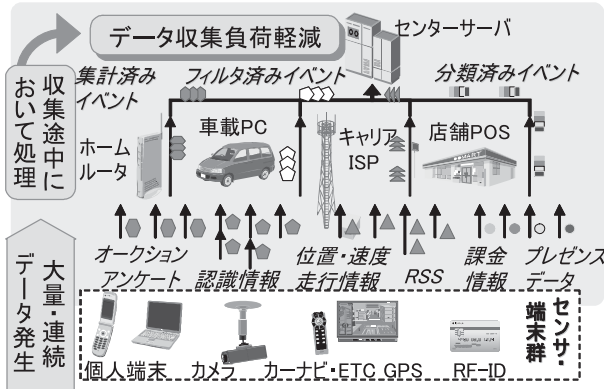 センターサーバ
データ収集負荷軽減
集計済み
イベント
フィルタ済みイベント
分類済みイベント
収集途中に
おいて処理
ホーム
ルータ
車載PC
キャリア
ISP
店舗POS
オークション
アンケート
認識情報
位置・速度
走行情報
RSS
課金
情報
プレゼンス
データ
大量・連続
データ発生
センサ・
端末群
個人端末
カメラ
カーナビ・ETC GPS
RF-ID